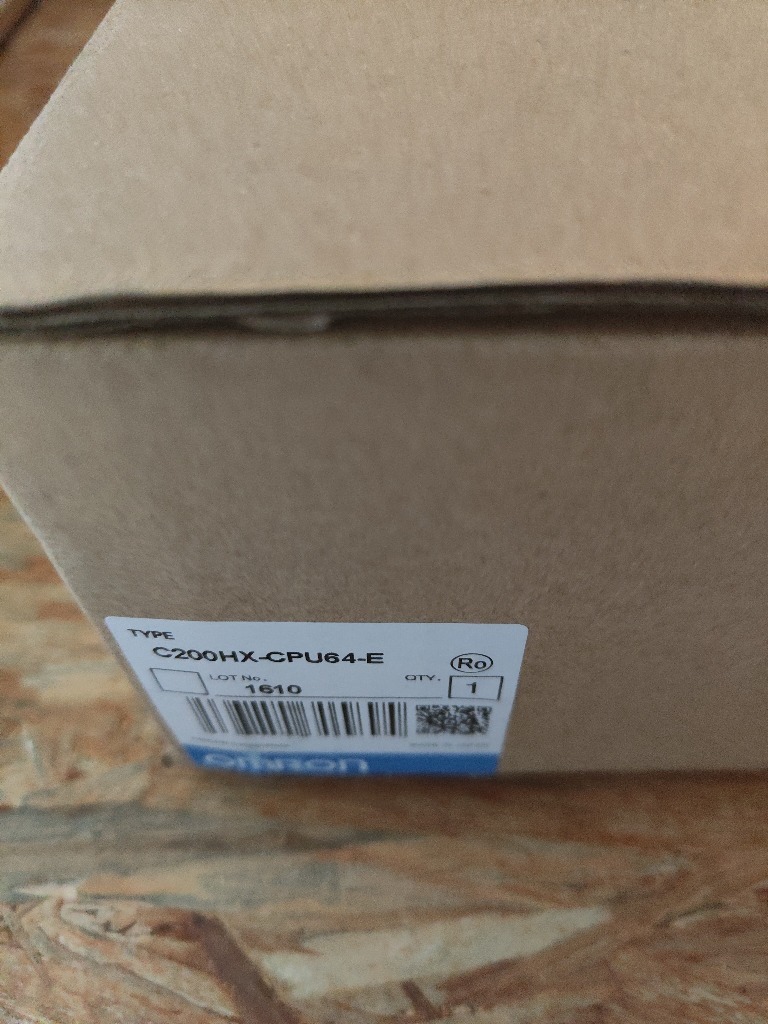 TYPE
C200HX-CPU64-E
Ro
LOT No.
1610
QTY.
1
OMRON